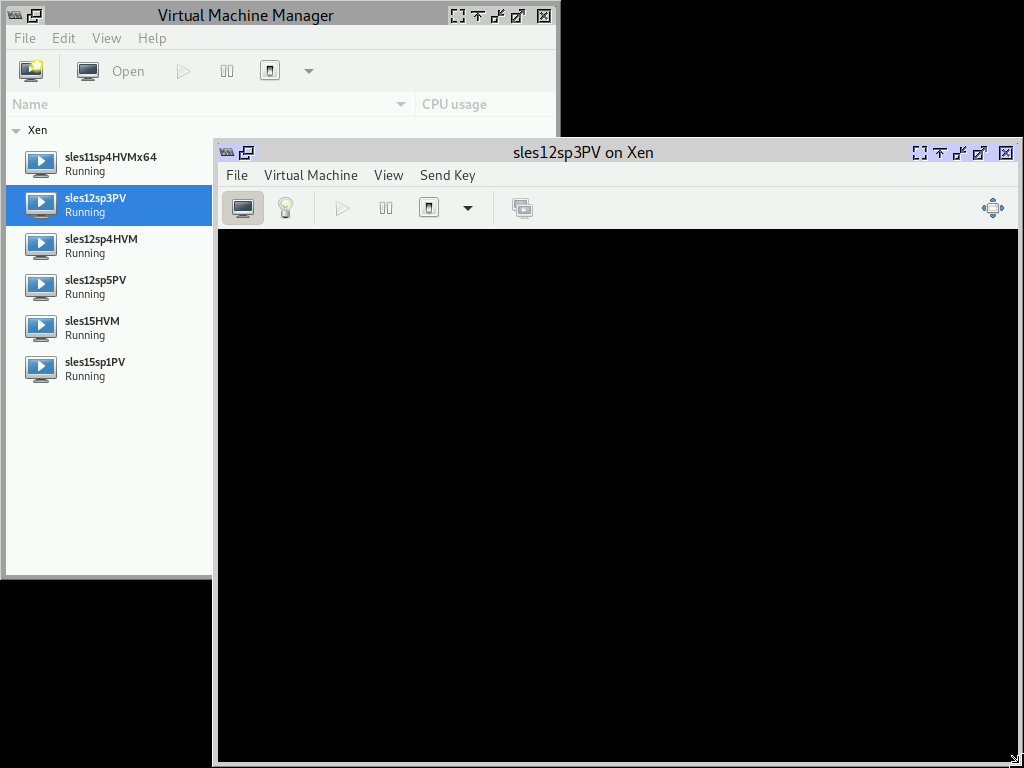 Virtual Machine Manager
File Edit View Help
Open
Name CPU usage
Xen
sles11sp4HVMx64
Running
sles12sp3PV
Running
sles12sp4HVM
Running
sles12sp5PV
Running
sles15HVM
Running
sles15sp1PV
Running
sles12sp3PV on Xen
File Virtual Machine View Send Key